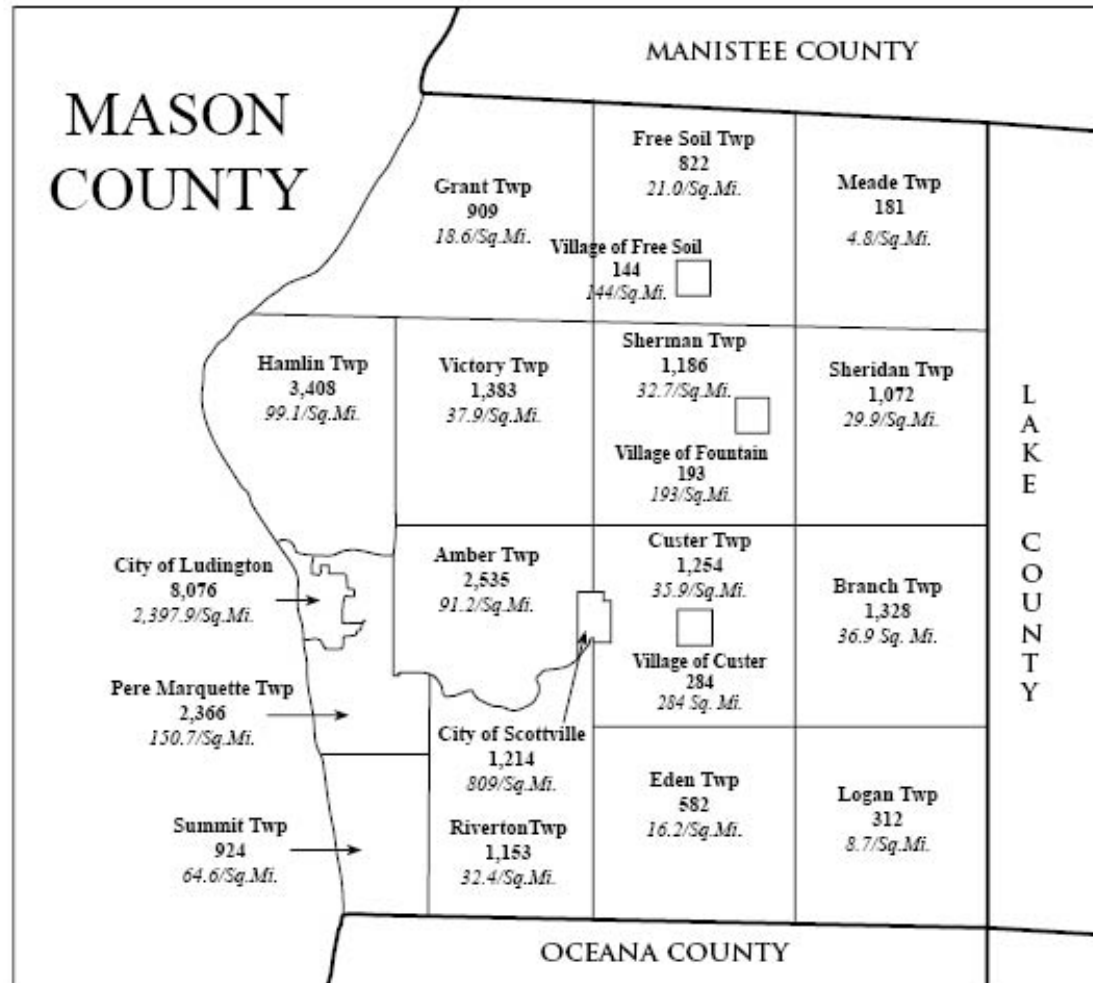 MANISTEE COUNTY
MASON
COUNTY
Free Soil Twp
822
21.0/Sq.Mi.
Grant Twp
909
18.6/Sq.Mi.
Meade Twp
181
4.8/Sq.Mi.
Village of Free Soil
144
144/Sq.Mi.
Hamlin Twp
3,408
99.1/Sq.Mi.
Victory Twp
1,383
37.9/Sq.Mi.
Sherman Twp
1,186
32.7/Sq.Mi.
Sheridan Twp
1,072
29.9/Sq.Mi.
Village of Fountain
193
193/Sq.Mi.
LAKE COUNTY
City of Ludington
8,076
2,397.9/Sq.Mi.
Amber Twp
2,535
91.2/Sq.Mi.
Custer Twp
1,254
35.9/Sq.Mi.
Branch Twp
1,328
36.9 Sq. Mi.
Village of Custer
284
284 Sq. Mi.
Pere Marquette Twp
2,366
150.7/Sq.Mi.
City of Scottville
1,214
809/Sq.Mi.
Eden Twp
582
16.2/Sq.Mi.
Logan Twp
312
8.7/Sq.Mi.
Summit Twp
924
64.6/Sq.Mi.
RivertonTwp
1,153
32.4/Sq.Mi.
OCEANA COUNTY